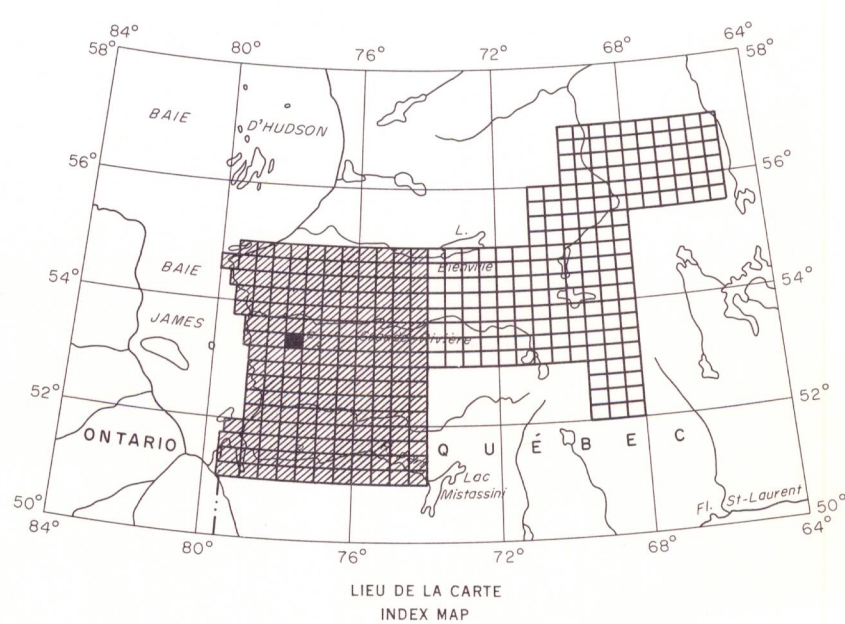 84°
58°
80°
76°
72°
68°
64°
58°
BAIE
D'HUDSON
56°
56°
L.
Bienville
54°
BAIE
54°
JAMES
Rivière
52°
52°
ONTARIO
QUÉBEC
Lac
Mistassini
Fl. St-Laurent
50°
84°
80°
76°
72°
68°
50°
64°
LIEU DE LA CARTE
INDEX MAP